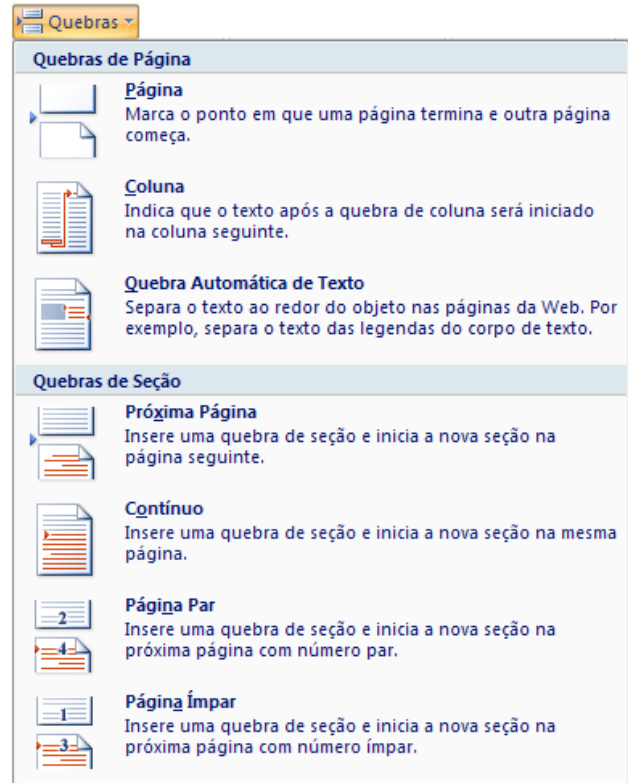 Quebras
Quebras de Página
Página
Marca o ponto em que uma página termina e outra página
começa.
Coluna
Indica que o texto após a quebra de coluna será iniciado
na coluna seguinte.
Quebra Automática de Texto
Separa o texto ao redor do objeto nas páginas da Web. Por
exemplo, separa o texto das legendas do corpo de texto.
Quebras de Seção
Próxima Página
Insere uma quebra de seção e inicia a nova seção na
página seguinte.
Contínuo
Insere uma quebra de seção e inicia a nova seção na mesma
página.
2
4
Página Par
Insere uma quebra de seção e inicia a nova seção na
próxima página com número par.
1
3
Página Ímpar
Insere uma quebra de seção e inicia a nova seção na
próxima página com número ímpar.